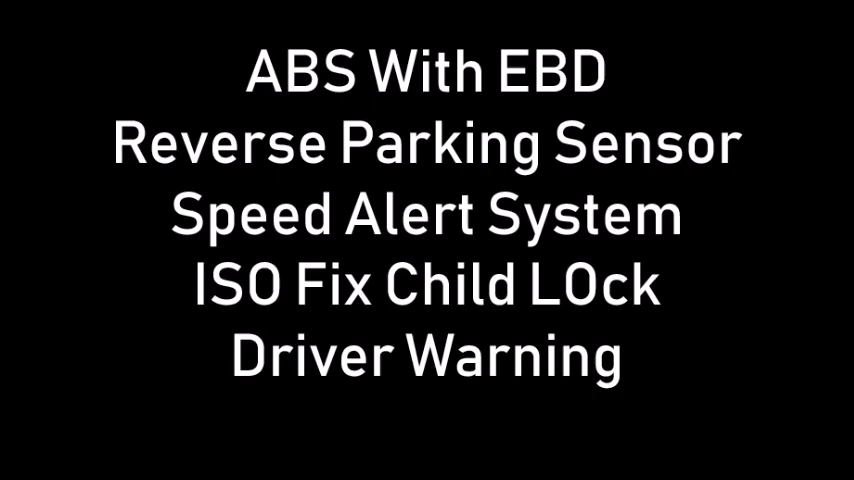 ABS With EBD
Reverse Parking Sensor
Speed Alert System
ISO Fix Child LOck
Driver Warning